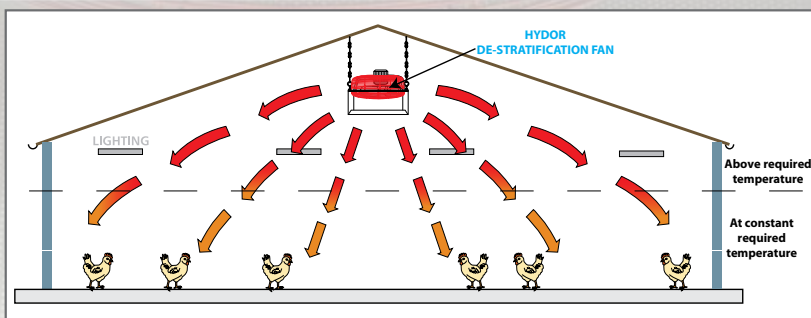 HYDOR
DE-STRATIFICATION FAN
LIGHTING
Above required
temperature
At constant
required
temperature